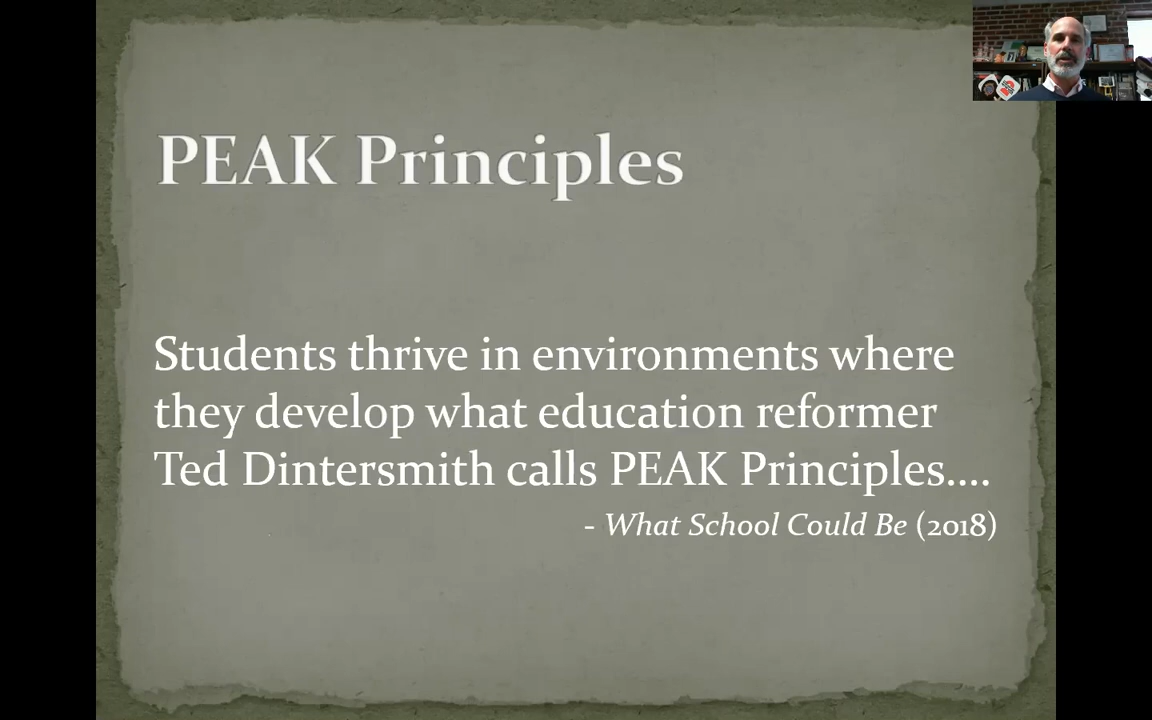 PEAK Principles
Students thrive in environments where
they develop what education reformer
Ted Dintersmith calls PEAK Principles....
- What School Could Be (2018)